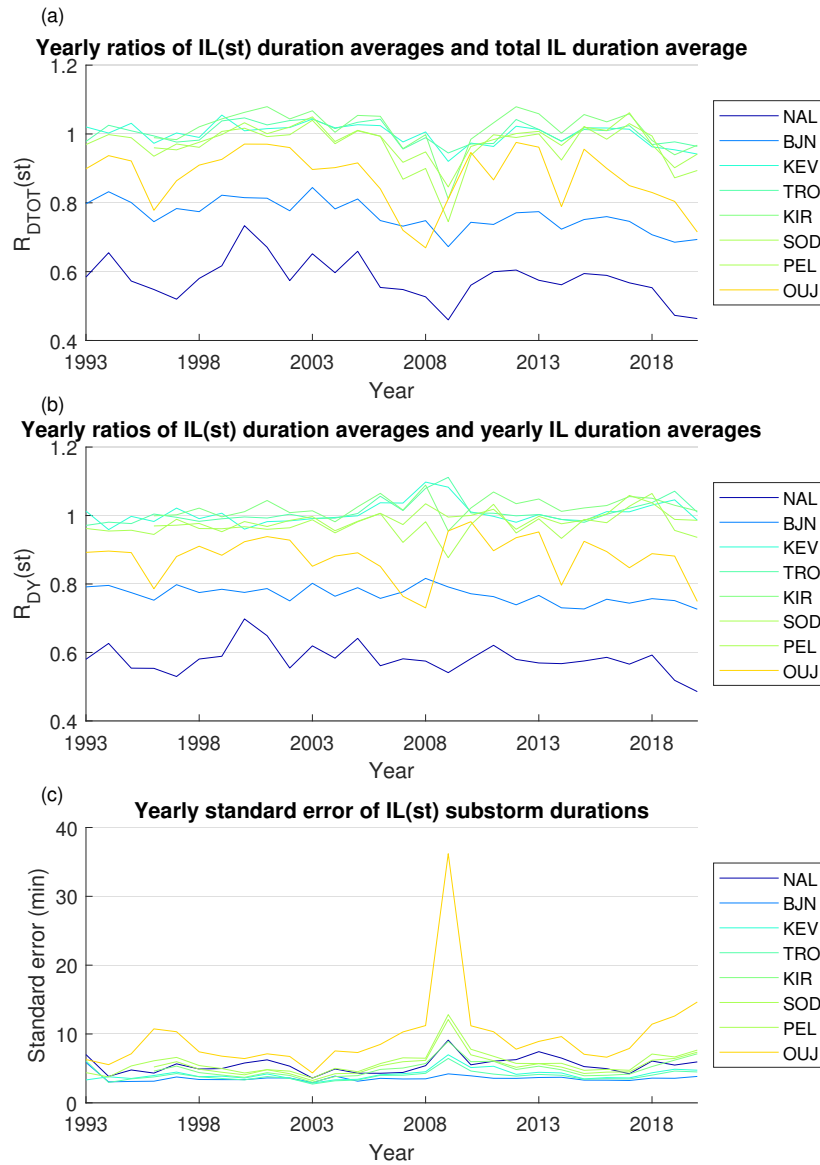 (a)
Yearly ratios of IL(st) duration averages and total IL duration average
1.2
1
0.8
0.6
0.4
R_DTOT(st)
1993 1998 2003 2008 2013 2018
Year
NAL
BJN
KEV
TRO
KIR
SOD
PEL
OUJ
(b)
Yearly ratios of IL(st) duration averages and yearly IL duration averages
1.2
1
0.8
0.6
0.4
R_DY(st)
1993 1998 2003 2008 2013 2018
Year
NAL
BJN
KEV
TRO
KIR
SOD
PEL
OUJ
(c)
Yearly standard error of IL(st) substorm durations
40
30
20
10
0
Standard error (min)
1993 1998 2003 2008 2013 2018
Year
NAL
BJN
KEV
TRO
KIR
SOD
PEL
OUJ